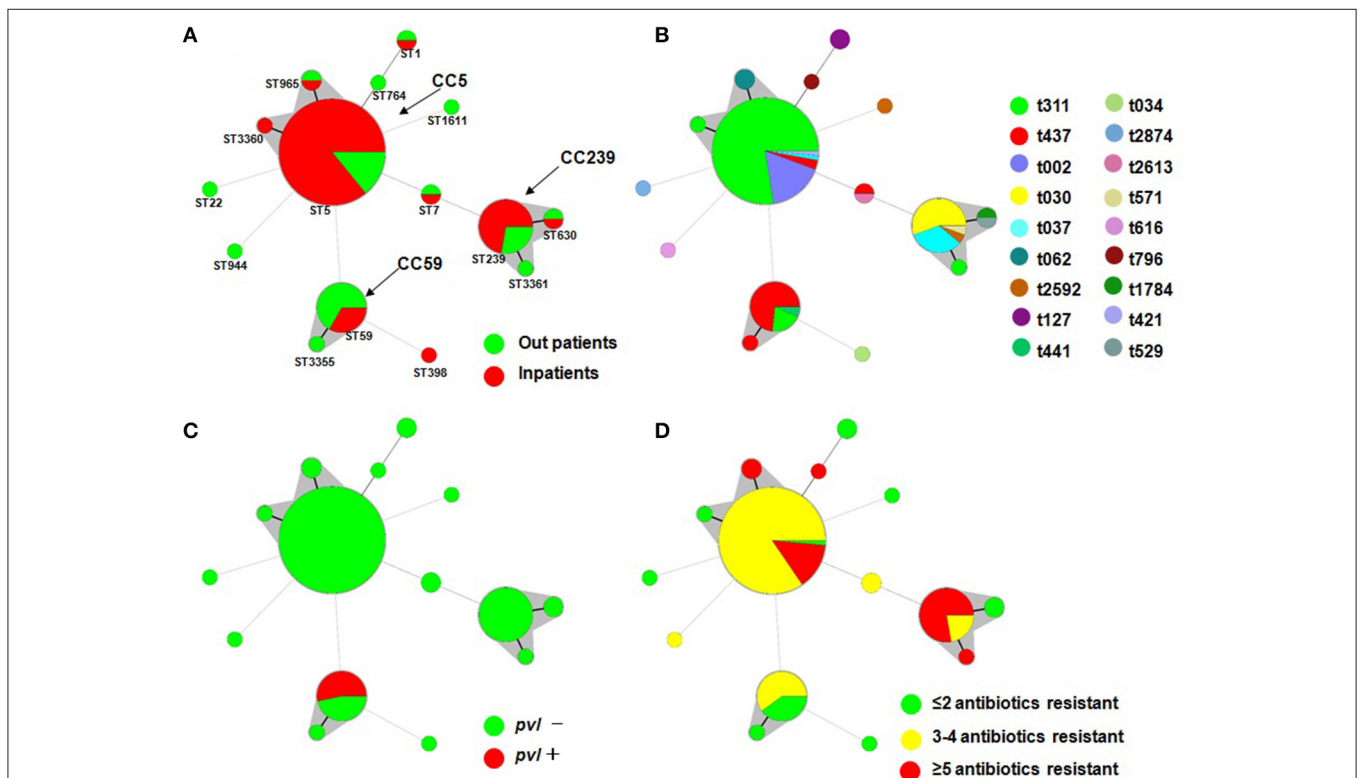 A
ST1
ST965
ST764
CC5
ST1611
ST3360
CC239
ST22
ST5
ST7
ST630
ST944
ST239
CC59
ST3361
ST59
ST3355
ST398
Out patients
Inpatients
B
t311
t437
t002
t030
t037
t062
t2592
t127
t441
t034
t2874
t2613
t571
t616
t796
t1784
t421
t529
C
pvl −
pvl +
D
≤2 antibiotics resistant
3-4 antibiotics resistant
≥5 antibiotics resistant